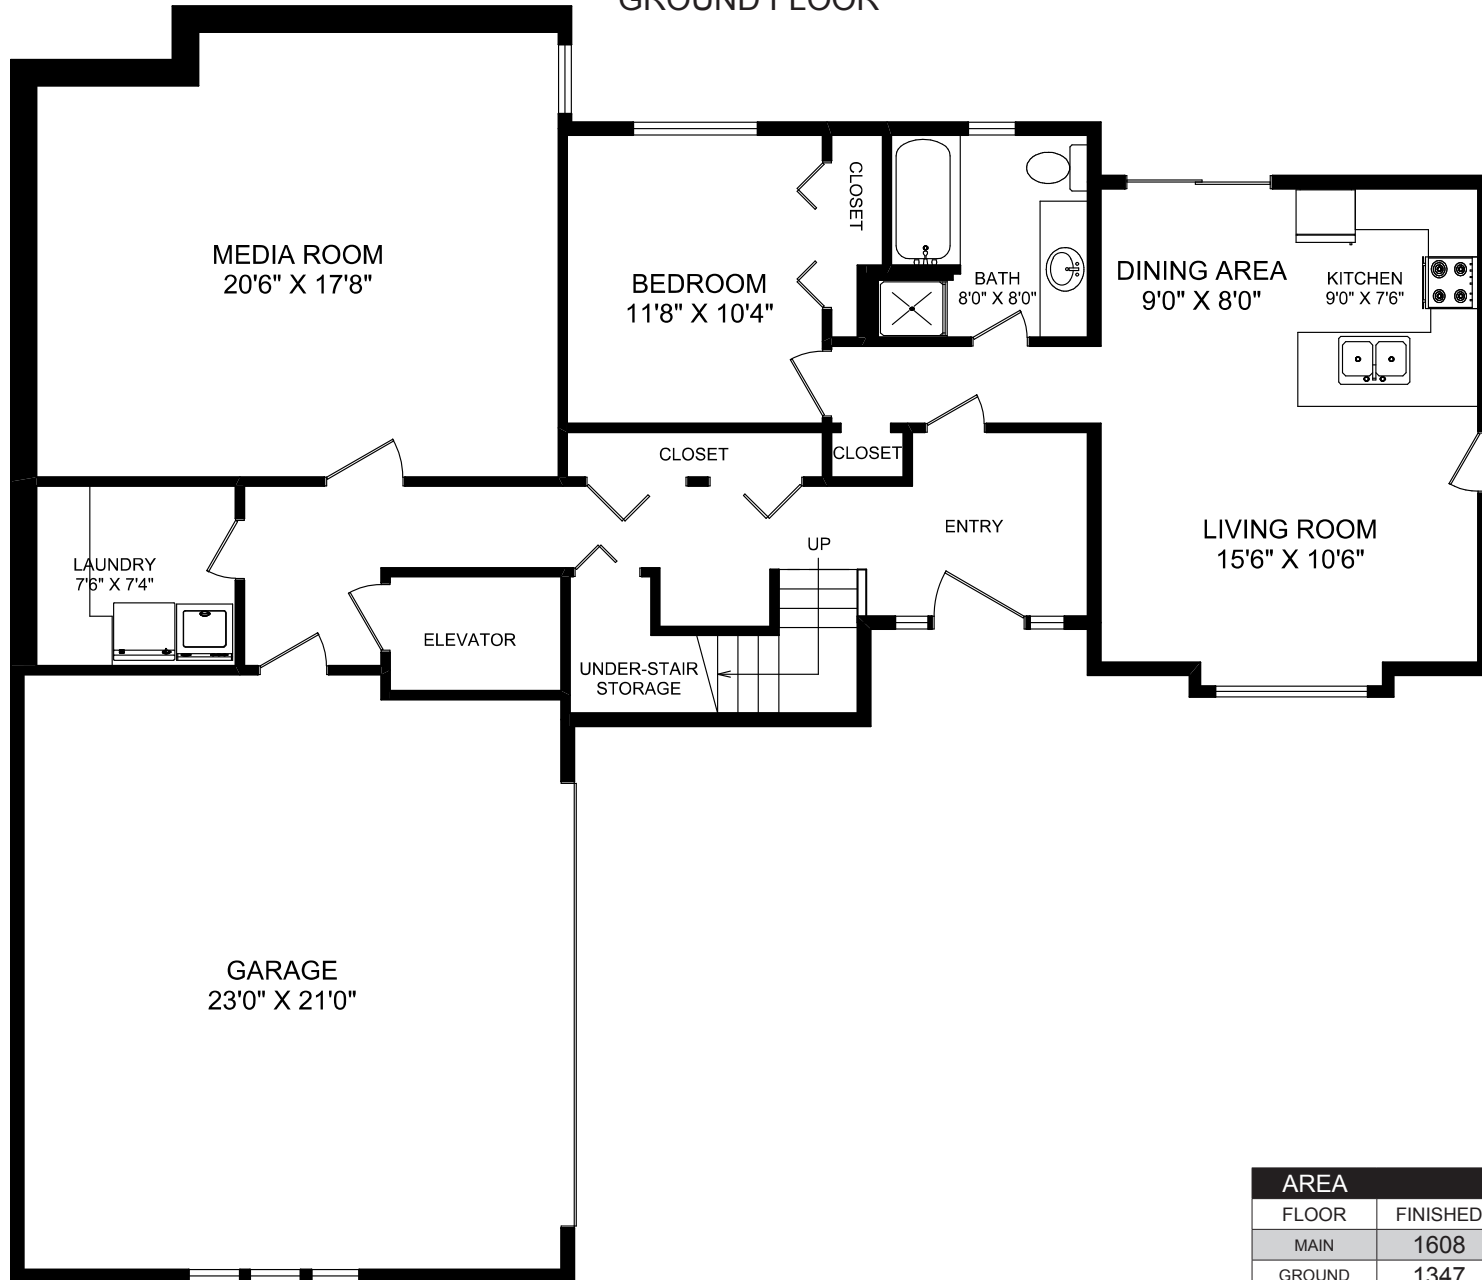 GROUND FLOOR
MEDIA ROOM
20'6" X 17'8"
BEDROOM
11'8" X 10'4"
CLOSET
BATH
8'0" X 8'0"
DINING AREA
9'0" X 8'0"
KITCHEN
9'0" X 7'6"
CLOSET
CLOSET
ENTRY
LIVING ROOM
15'6" X 10'6"
LAUNDRY
7'6" X 7'4"
UP
ELEVATOR
UNDER-STAIR
STORAGE
GARAGE
23'0" X 21'0"
AREA
FLOOR FINISHED
MAIN 1608
GROUND 1347